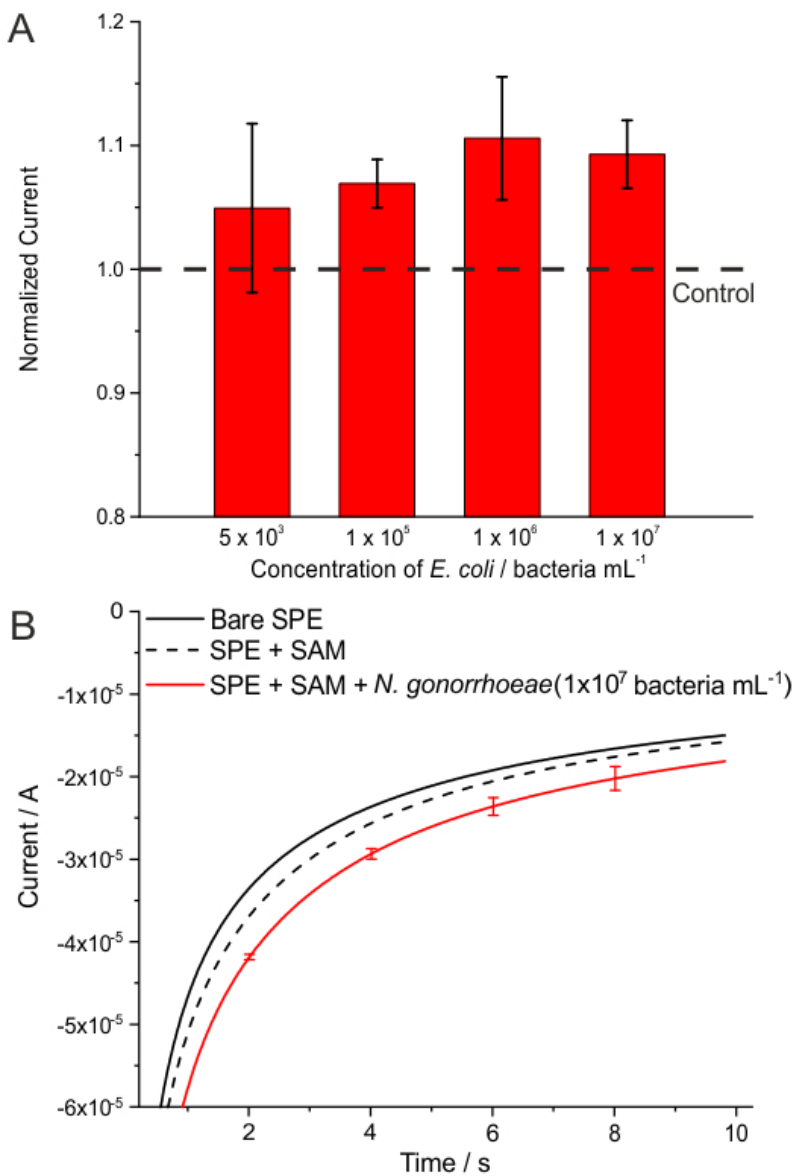 A
1.2
1.1
1.0
0.9
0.8
Normalized Current
Control
5 x 10³ 1 x 10⁵ 1 x 10⁶ 1 x 10⁷
Concentration of E. coli / bacteria mL⁻¹
B
Bare SPE
SPE + SAM
SPE + SAM + N. gonorrhoeae(1x10⁷ bacteria mL⁻¹)
0
-1x10⁻⁵
-2x10⁻⁵
-3x10⁻⁵
-4x10⁻⁵
-5x10⁻⁵
-6x10⁻⁵
Current / A
2 4 6 8 10
Time / s